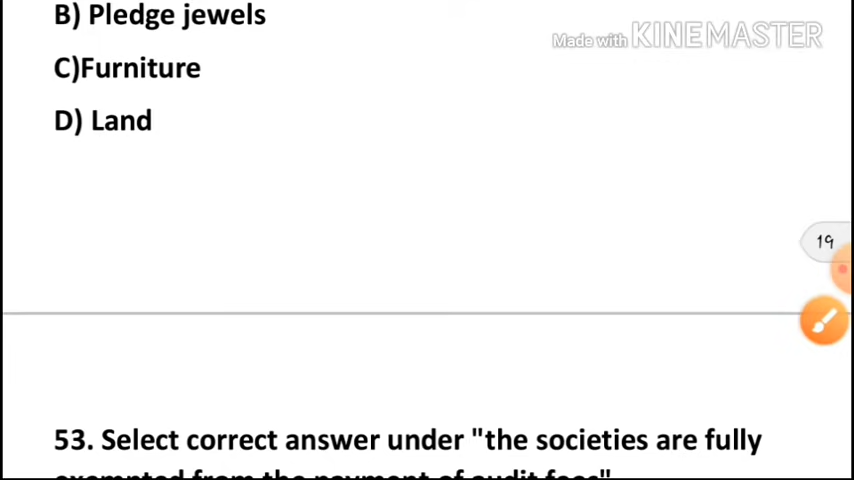 B) Pledge jewels
Made with KINEMASTER
C)Furniture
D) Land
19
53. Select correct answer under "the societies are fully
exempted from the payment of audit fees"